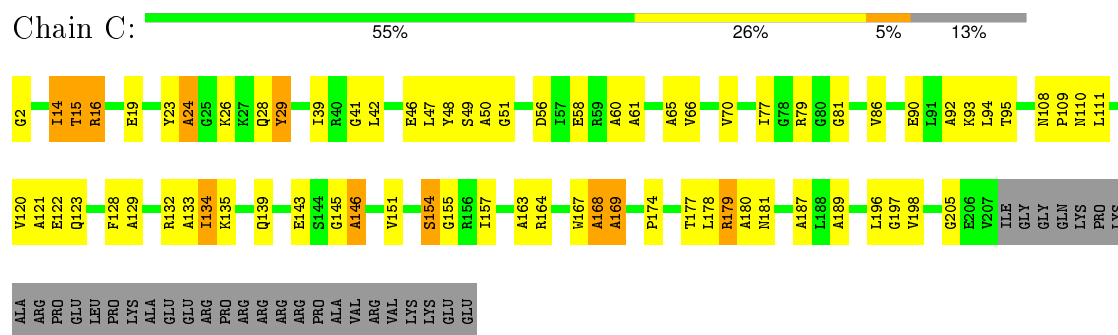 Chain C:
55% 26% 5% 13%
G2 I14 T15 R16 E19 Y23 A24 G25 K26 K27 Q28 Y29 I39 R40 G41 L42 E46 L47 Y48 S49 A50 G51 D56 I57 E58 R59 A60 A61 A65 V66 V70 I77 G78 R79 G80 G81 V86 E90 L91 A92 K93 L94 T95 N108 P109 N110 L111
V120 A121 E122 Q123 F128 A129 R132 A133 I134 K135 Q139 E143 S144 G145 A146 V151 S154 G155 R156 I157 A163 R164 W167 A168 A169 P174 T177 L178 R179 A180 N181 A187 L188 A189 L196 G197 V198 G205 E206 V207 ILE GLY GLY GLN LYS PRO LYS
ALA ARG PRO GLU LEU PRO LYS ALA GLU GLU ARG PRO ARG ARG ARG ARG PRO ALA VAL ARG VAL LYS LYS GLU GLU